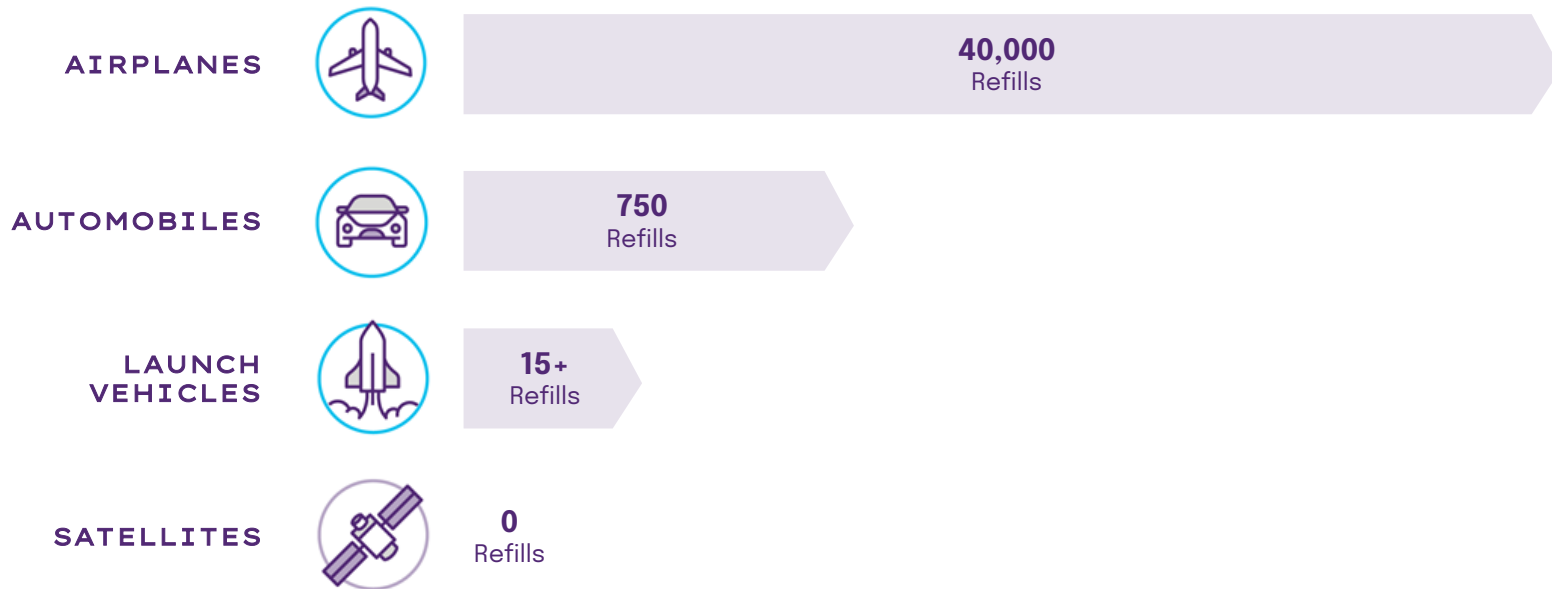 AIRPLANES
40,000
Refills
AUTOMOBILES
750
Refills
LAUNCH
VEHICLES
15+
Refills
SATELLITES
0
Refills